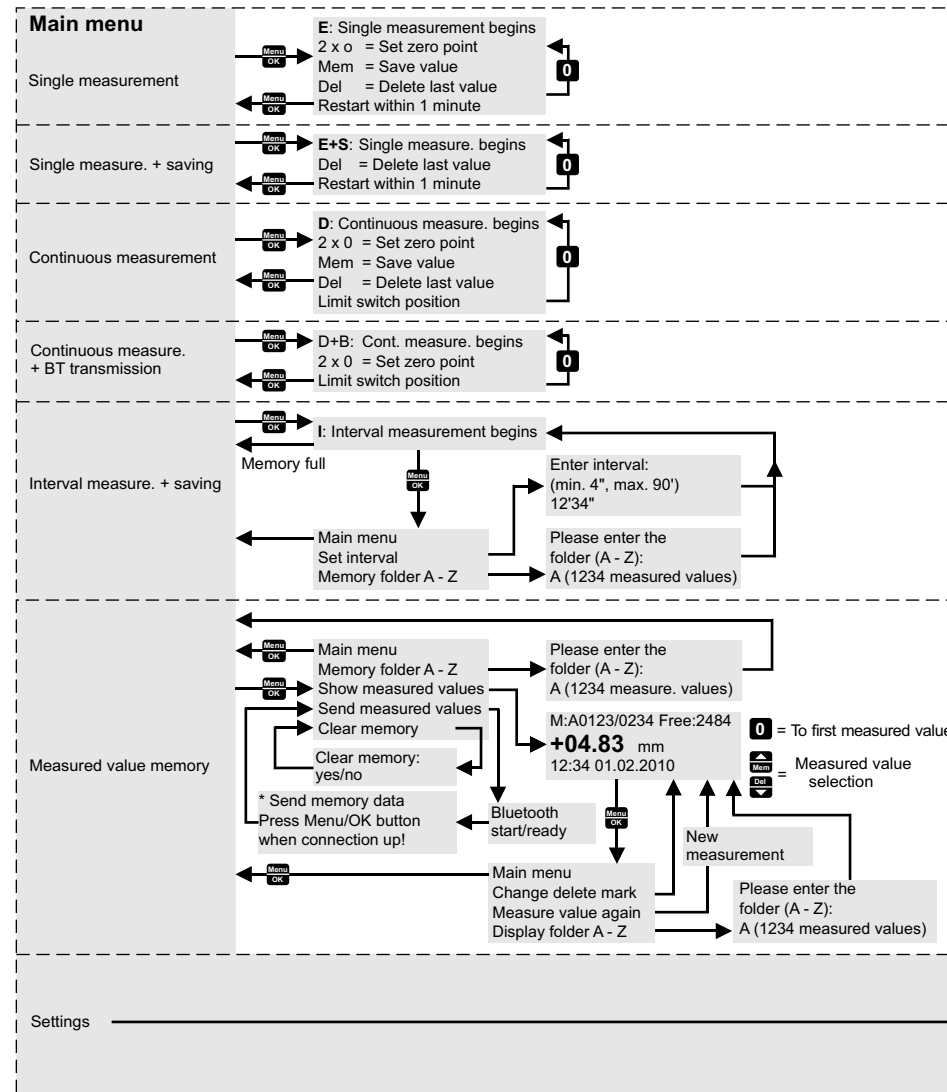 Main menu
Single measurement
Menu
OK
Menu
OK
E: Single measurement begins
2 x o = Set zero point
Mem = Save value
Del = Delete last value
Restart within 1 minute
0
Single measure. + saving
Menu
OK
Menu
OK
E+S: Single measure. begins
Del = Delete last value
Restart within 1 minute
0
Continuous measurement
Menu
OK
Menu
OK
D: Continuous measure. begins
2 x 0 = Set zero point
Mem = Save value
Del = Delete last value
Limit switch position
0
Continuous measure.
+ BT transmission
Menu
OK
Menu
OK
D+B: Cont. measure. begins
2 x 0 = Set zero point
Limit switch position
0
Interval measure. + saving
Menu
OK
I: Interval measurement begins
Memory full
Menu
OK
Enter interval:
(min. 4", max. 90')
12'34"
Main menu
Set interval
Memory folder A - Z
Please enter the
folder (A - Z):
A (1234 measured values)
Measured value memory
Menu
OK
Menu
OK
Main menu
Memory folder A - Z
Show measured values
Send measured values
Clear memory
Please enter the
folder (A - Z):
A (1234 measure. values)
Clear memory:
yes/no
M:A0123/0234 Free:2484
+04.83 mm
12:34 01.02.2010
0 = To first measured value
Mem
Del
= Measured value
selection
* Send memory data
Press Menu/OK button
when connection up!
Bluetooth
start/ready
Menu
OK
New
measurement
Menu
OK
Main menu
Change delete mark
Measure value again
Display folder A - Z
Please enter the
folder (A - Z):
A (1234 measured values)
Settings